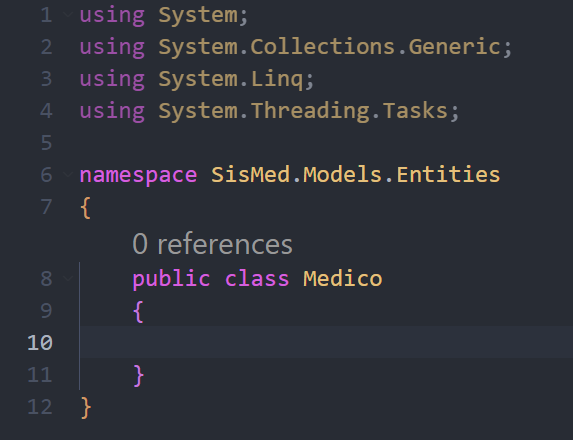 1 using System;
2 using System.Collections.Generic;
3 using System.Linq;
4 using System.Threading.Tasks;
5
6 namespace SisMed.Models.Entities
7 {
0 references
8 public class Medico
9 {
10
11 }
12 }